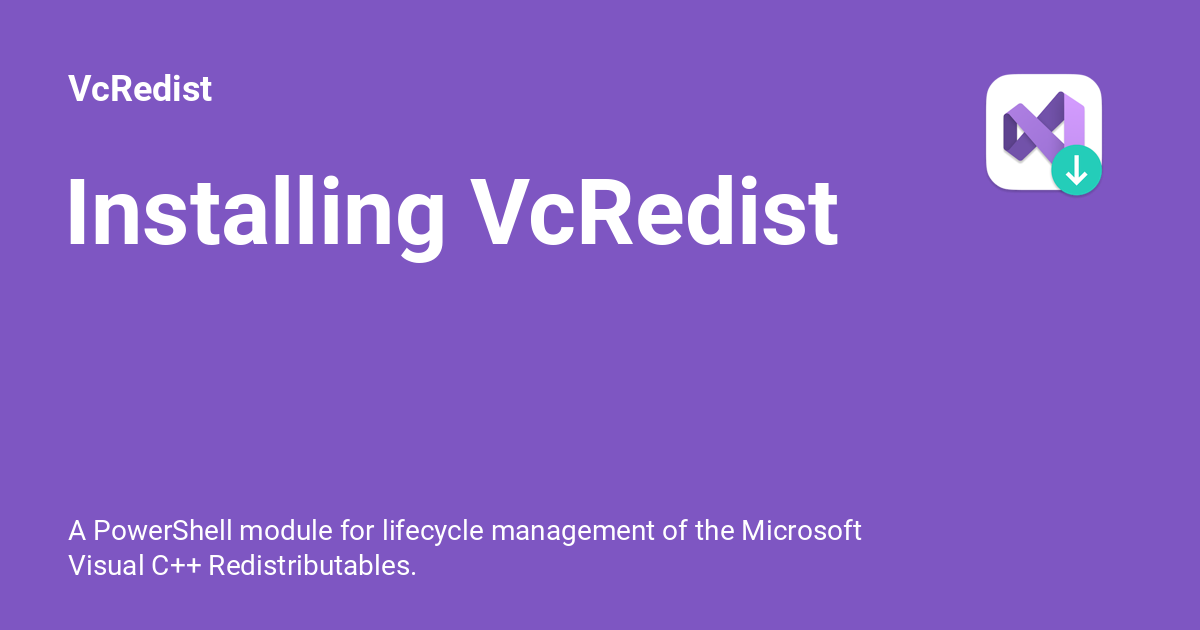 VcRedist
Installing VcRedist
A PowerShell module for lifecycle management of the Microsoft
Visual C++ Redistributables.